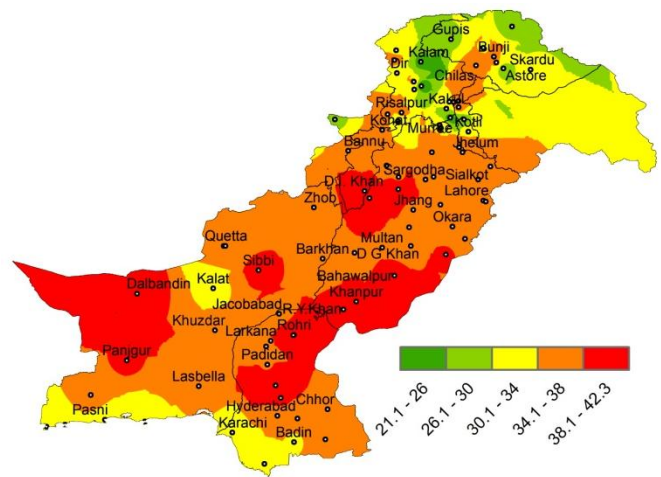 Gupis
Kalam
Bunji
Dir
Skardu
Chilas
Astore
Risalpur
Kakul
Kohat
Kotli
Bannu
Jhelum
Sargodha
Sialkot
D.I. Khan
Lahore
Zhob
Jhang
Okara
Quetta
Multan
Barkhan
D G Khan
Sibbi
Bahawalpur
Kalat
Dalbandin
Khanpur
Jacobabad
R.Y.Khan
Khuzdar
Larkana
Rohri
Panjgur
Padidan
Lasbella
Hyderabad
Chhor
Pasni
Karachi
Badin
21.1 - 26
26.1 - 30
30.1 - 34
34.1 - 38
38.1 - 42.3